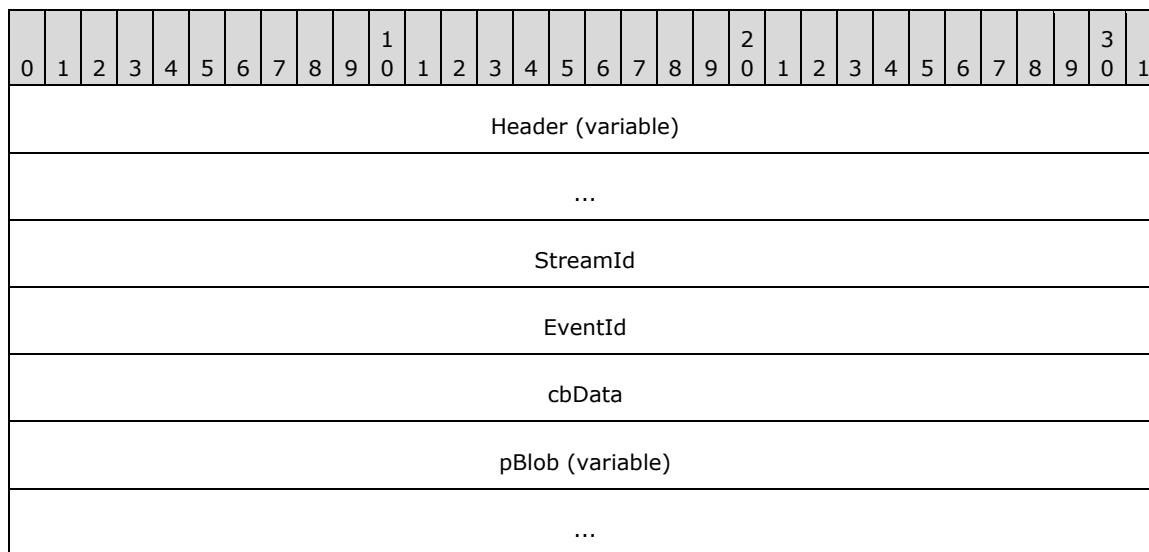 1 2 3
0 1 2 3 4 5 6 7 8 9 0 1 2 3 4 5 6 7 8 9 0 1 2 3 4 5 6 7 8 9 0 1
Header (variable)
...
StreamId
EventId
cbData
pBlob (variable)
...